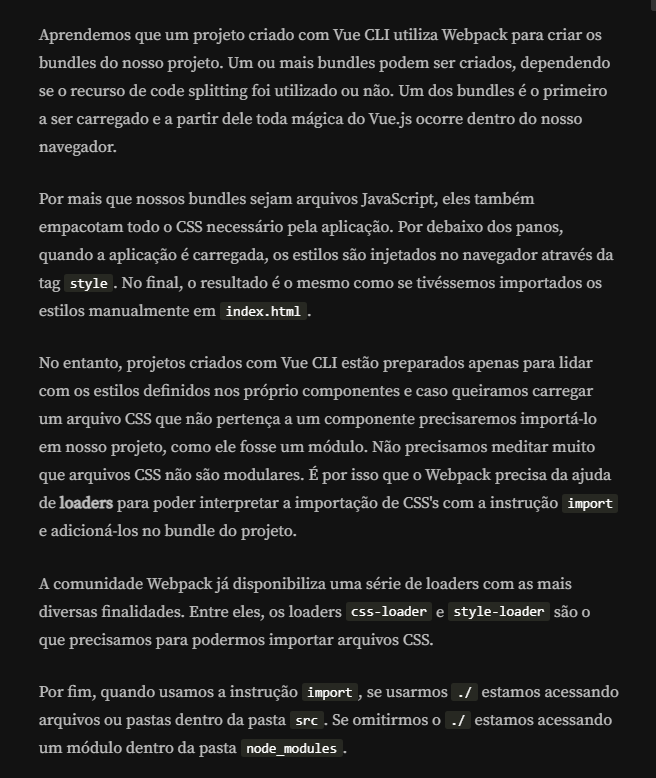 Aprendemos que um projeto criado com Vue CLI utiliza Webpack para criar os
bundles do nosso projeto. Um ou mais bundles podem ser criados, dependendo
se o recurso de code splitting foi utilizado ou não. Um dos bundles é o primeiro
a ser carregado e a partir dele toda mágica do Vue.js ocorre dentro do nosso
navegador.
Por mais que nossos bundles sejam arquivos JavaScript, eles também
empacotam todo o CSS necessário pela aplicação. Por debaixo dos panos,
quando a aplicação é carregada, os estilos são injetados no navegador através da
tag style. No final, o resultado é o mesmo como se tivéssemos importados os
estilos manualmente em index.html.
No entanto, projetos criados com Vue CLI estão preparados apenas para lidar
com os estilos definidos nos próprio componentes e caso queiramos carregar
um arquivo CSS que não pertença a um componente precisaremos importá-lo
em nosso projeto, como ele fosse um módulo. Não precisamos meditar muito
que arquivos CSS não são modulares. É por isso que o Webpack precisa da ajuda
de loaders para poder interpretar a importação de CSS's com a instrução import
e adicioná-los no bundle do projeto.
A comunidade Webpack já disponibiliza uma série de loaders com as mais
diversas finalidades. Entre eles, os loaders css-loader e style-loader são o
que precisamos para podermos importar arquivos CSS.
Por fim, quando usamos a instrução import, se usarmos ./ estamos acessando
arquivos ou pastas dentro da pasta src. Se omitirmos o ./ estamos acessando
um módulo dentro da pasta node_modules.